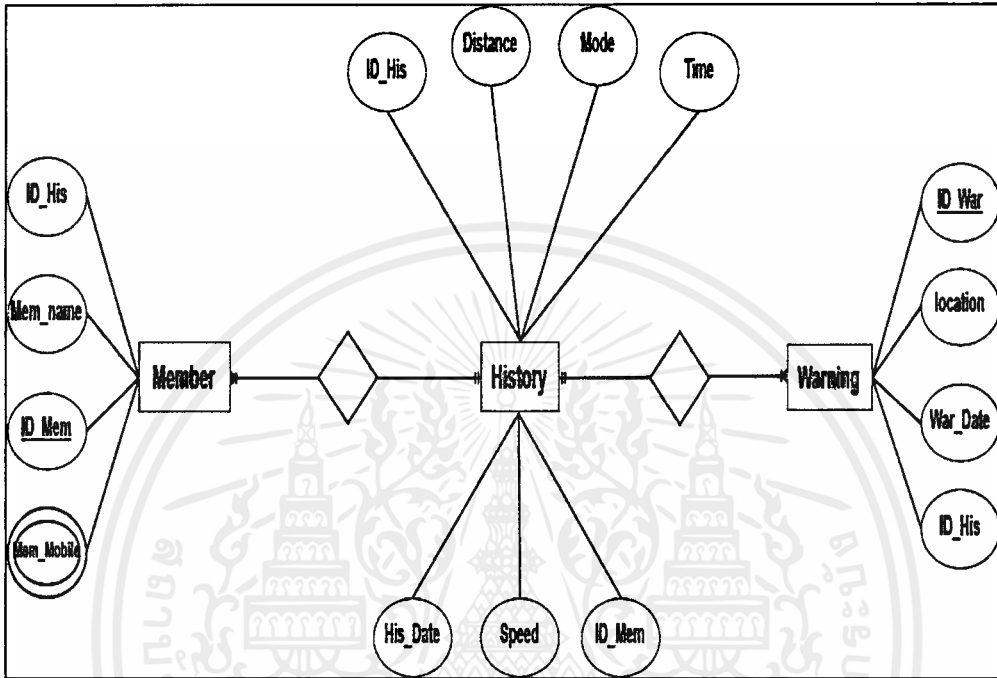 Distance
Mode
ID_His
Time
ID_His
ID_War
Mem_name
location
Member
History
Warning
ID_Mem
War_Date
Mem_Mobile
ID_His
His_Date
Speed
ID_Mem